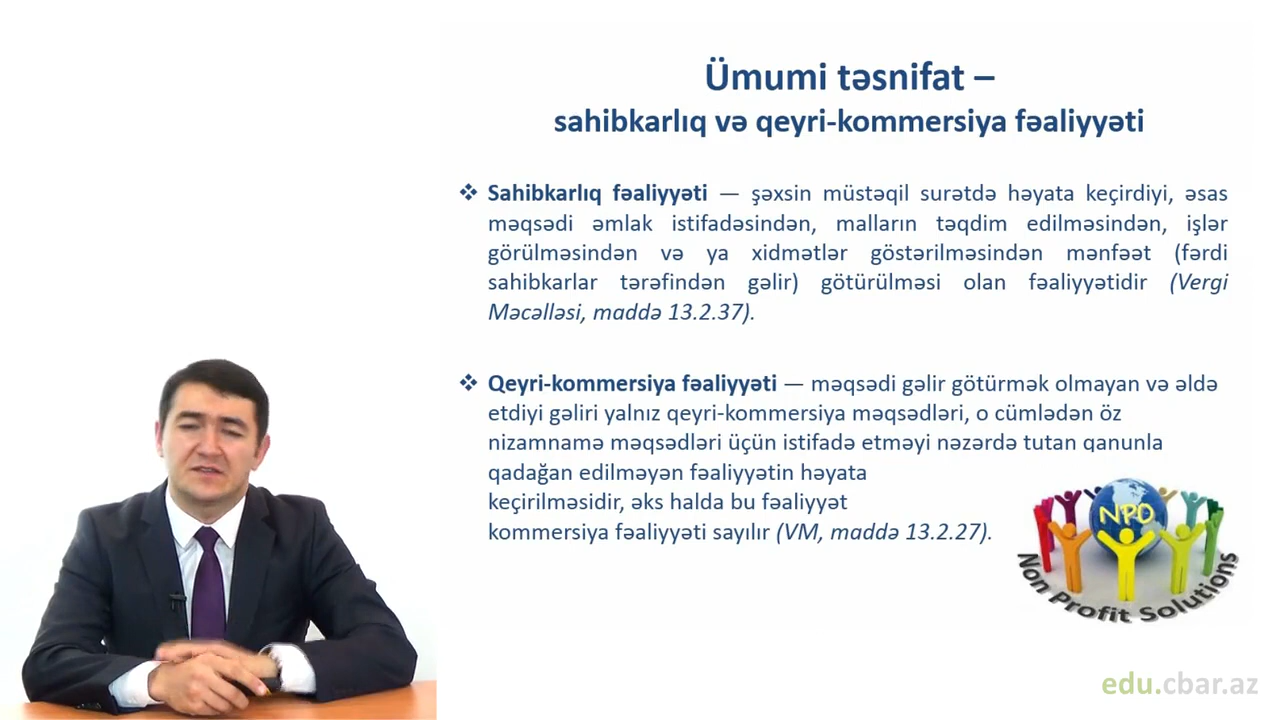 Ümumi təsnifat –
sahibkarlıq və qeyri-kommersiya fəaliyyəti
❖ Sahibkarlıq fəaliyyəti — şəxsin müstəqil surətdə həyata keçirdiyi, əsas
məqsədi əmlak istifadəsindən, malların təqdim edilməsindən, işlər
görülməsindən və ya xidmətlər göstərilməsindən mənfəət (fərdi
sahibkarlar tərəfindən gəlir) götürülməsi olan fəaliyyətidir (Vergi
Məcəlləsi, maddə 13.2.37).
❖ Qeyri-kommersiya fəaliyyəti — məqsədi gəlir götürmək olmayan və əldə
etdiyi gəliri yalnız qeyri-kommersiya məqsədləri, o cümlədən öz
nizamnamə məqsədləri üçün istifadə etməyi nəzərdə tutan qanunla
qadağan edilməyən fəaliyyətin həyata
keçirilməsidir, əks halda bu fəaliyyət
kommersiya fəaliyyəti sayılır (VM, maddə 13.2.27).
NPO
Non Profit Solutions
edu.cbar.az